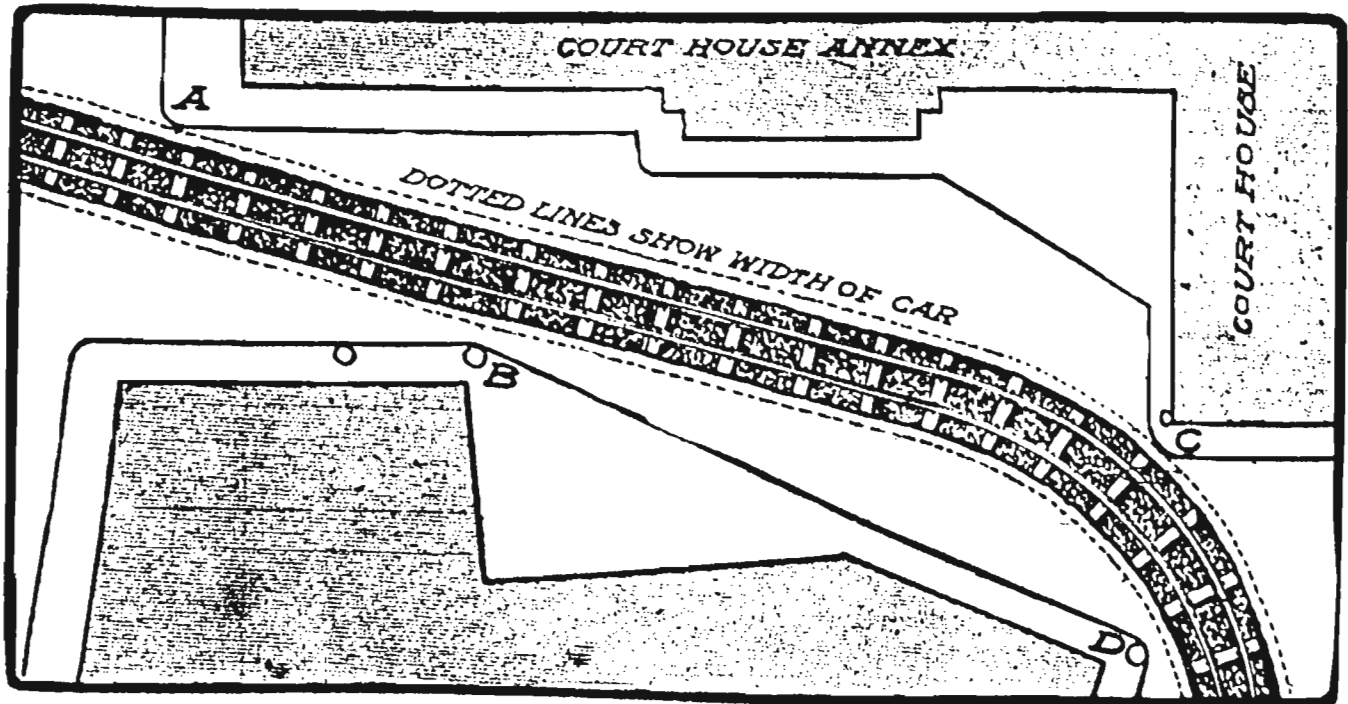 COURT HOUSE ANNEX
COURT HOUSE
A
DOTTED LINES SHOW WIDTH OF CAR
B
C
D